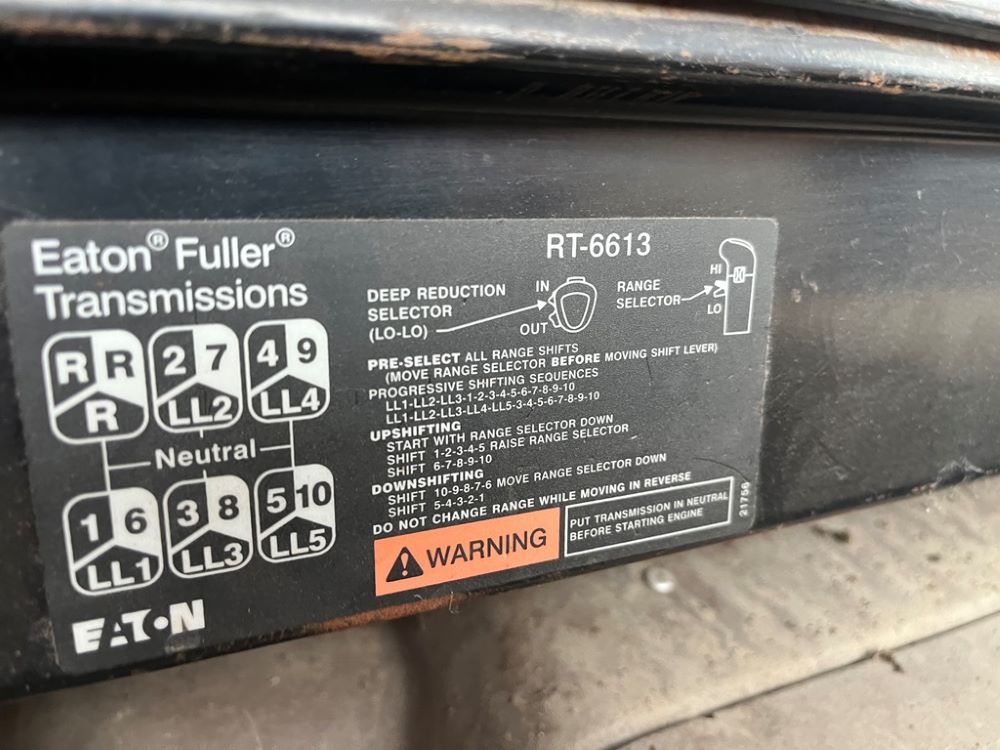 Eaton® Fuller®
Transmissions
RT-6613
DEEP REDUCTION
SELECTOR
(LO-LO)
IN
OUT
RANGE
SELECTOR
HI
LO
R R
R
2 7
LL2
4 9
LL4
Neutral
1 6
LL1
3 8
LL3
5 10
LL5
PRE-SELECT ALL RANGE SHIFTS
(MOVE RANGE SELECTOR BEFORE MOVING SHIFT LEVER)
PROGRESSIVE SHIFTING SEQUENCES
LL1-LL2-LL3-1-2-3-4-5-6-7-8-9-10
LL1-LL2-LL3-LL4-LL5-3-4-5-6-7-8-9-10
UPSHIFTING
START WITH RANGE SELECTOR DOWN
SHIFT 1-2-3-4-5 RAISE RANGE SELECTOR
SHIFT 6-7-8-9-10
DOWNSHIFTING
SHIFT 10-9-8-7-6 MOVE RANGE SELECTOR DOWN
SHIFT 5-4-3-2-1
DO NOT CHANGE RANGE WHILE MOVING IN REVERSE
WARNING
PUT TRANSMISSION IN NEUTRAL
BEFORE STARTING ENGINE
21756
EATON